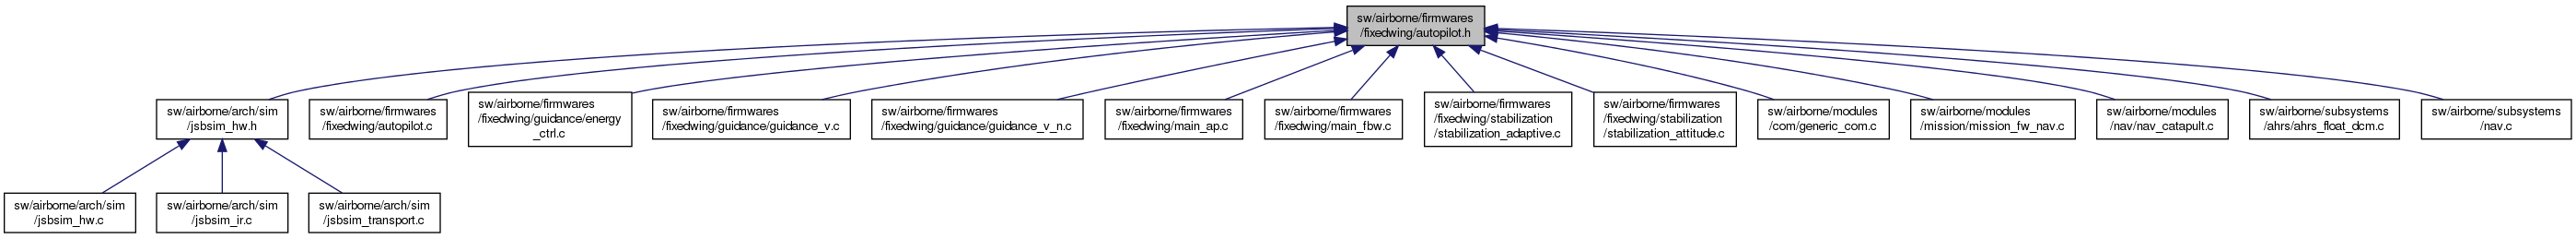 sw/airborne/firmwares
/fixedwing/autopilot.h
sw/airborne/arch/sim
/jsbsim_hw.h
sw/airborne/firmwares
/fixedwing/autopilot.c
sw/airborne/firmwares
/fixedwing/guidance/energy
_ctrl.c
sw/airborne/firmwares
/fixedwing/guidance/guidance_v.c
sw/airborne/firmwares
/fixedwing/guidance/guidance_v_n.c
sw/airborne/firmwares
/fixedwing/main_ap.c
sw/airborne/firmwares
/fixedwing/main_fbw.c
sw/airborne/firmwares
/fixedwing/stabilization
/stabilization_adaptive.c
sw/airborne/firmwares
/fixedwing/stabilization
/stabilization_attitude.c
sw/airborne/modules
/com/generic_com.c
sw/airborne/modules
/mission/mission_fw_nav.c
sw/airborne/modules
/nav/nav_catapult.c
sw/airborne/subsystems
/ahrs/ahrs_float_dcm.c
sw/airborne/subsystems
/nav.c
sw/airborne/arch/sim
/jsbsim_hw.c
sw/airborne/arch/sim
/jsbsim_ir.c
sw/airborne/arch/sim
/jsbsim_transport.c